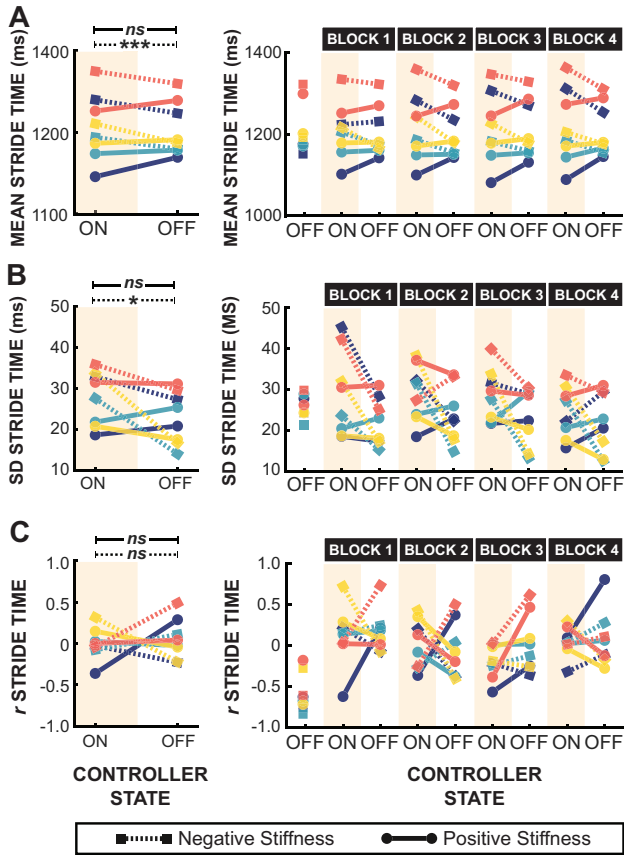 A
ns
***
MEAN STRIDE TIME (ms)
1400
1200
1100
ON OFF
MEAN STRIDE TIME (ms)
1400
1200
1000
BLOCK 1 BLOCK 2 BLOCK 3 BLOCK 4
OFF ON OFF ON OFF ON OFF ON OFF
B
ns
*
SD STRIDE TIME (ms)
50
40
30
20
10
ON OFF
SD STRIDE TIME (MS)
50
40
30
20
10
BLOCK 1 BLOCK 2 BLOCK 3 BLOCK 4
OFF ON OFF ON OFF ON OFF ON OFF
C
ns
ns
r STRIDE TIME
1.0
0.5
0
-0.5
-1.0
ON OFF
r STRIDE TIME
1.0
0.5
0
-0.5
-1.0
BLOCK 1 BLOCK 2 BLOCK 3 BLOCK 4
OFF ON OFF ON OFF ON OFF ON OFF
CONTROLLER
STATE
CONTROLLER
STATE
Negative Stiffness Positive Stiffness